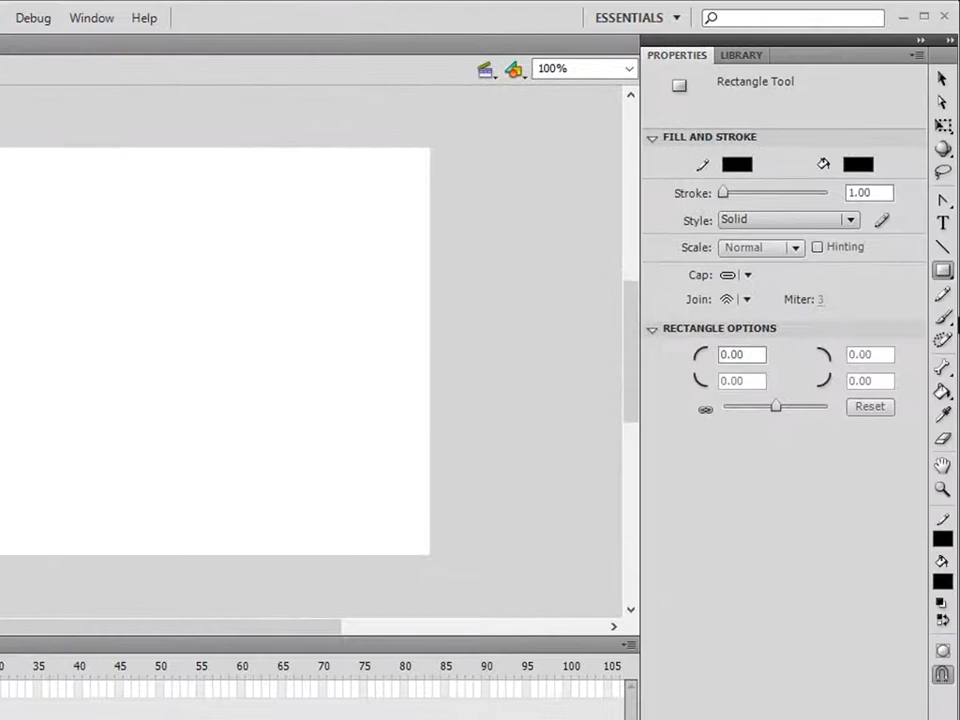 Debug Window Help ESSENTIALS
PROPERTIES LIBRARY
100%
Rectangle Tool
FILL AND STROKE
Stroke: 1.00
Style: Solid
Scale: Normal Hinting
Cap:
Join: Miter: 3
RECTANGLE OPTIONS
0.00 0.00
0.00 0.00
Reset
35 40 45 50 55 60 65 70 75 80 85 90 95 100 105